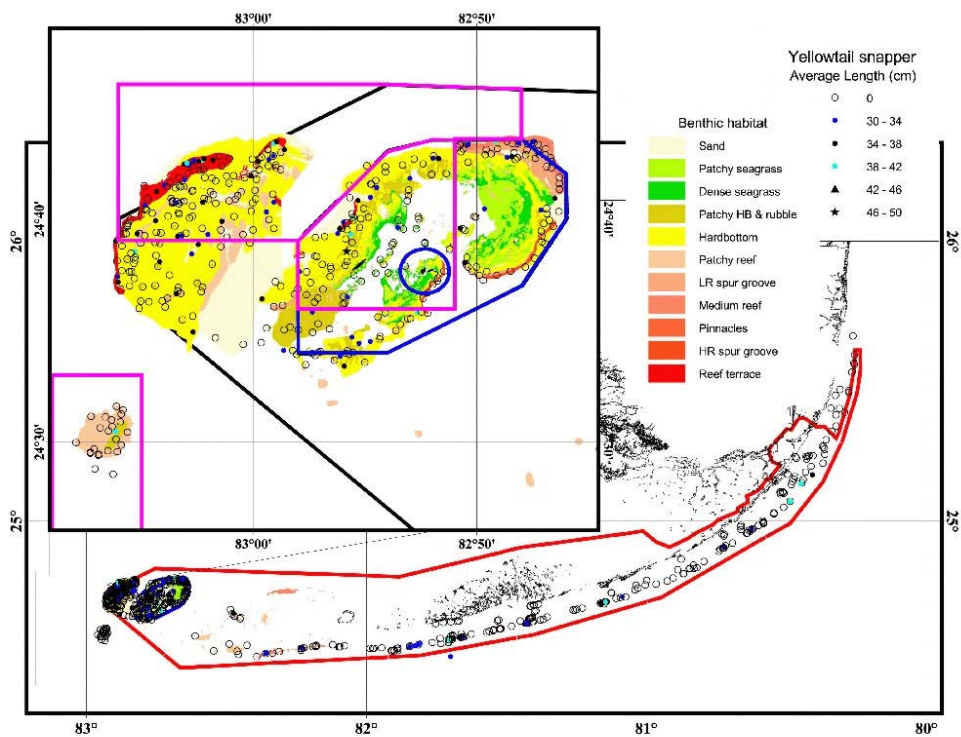 83°00'
82°50'
Yellowtail snapper
Average Length (cm)
0
30 - 34
34 - 38
38 - 42
42 - 46
46 - 50
Benthic habitat
Sand
Patchy seagrass
Dense seagrass
Patchy HB & rubble
Hardbottom
Patchy reef
LR spur groove
Medium reef
Pinnacles
HR spur groove
Reef terrace
24°40'
24°40'
26°
26°
24°30'
25°
25°
83°00'
82°50'
83°
82°
81°
80°